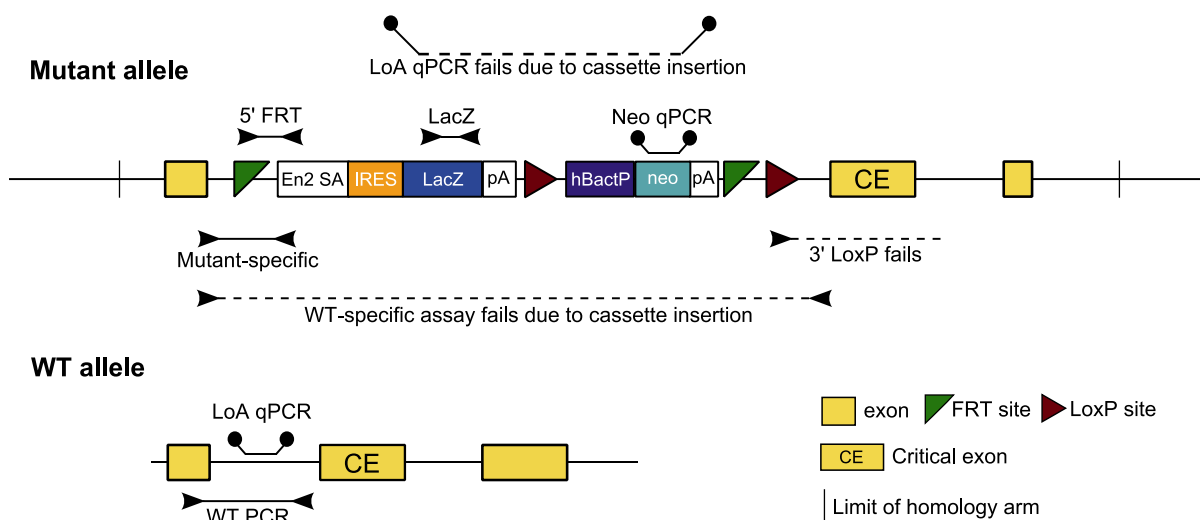 LoA qPCR fails due to cassette insertion
Mutant allele
5' FRT
LacZ
Neo qPCR
En2 SA
IRES
LacZ
pA
hBactP
neo
pA
CE
Mutant-specific
3' LoxP fails
WT-specific assay fails due to cassette insertion
WT allele
LoA qPCR
CE
WT PCR
exon
FRT site
LoxP site
CE
Critical exon
Limit of homology arm